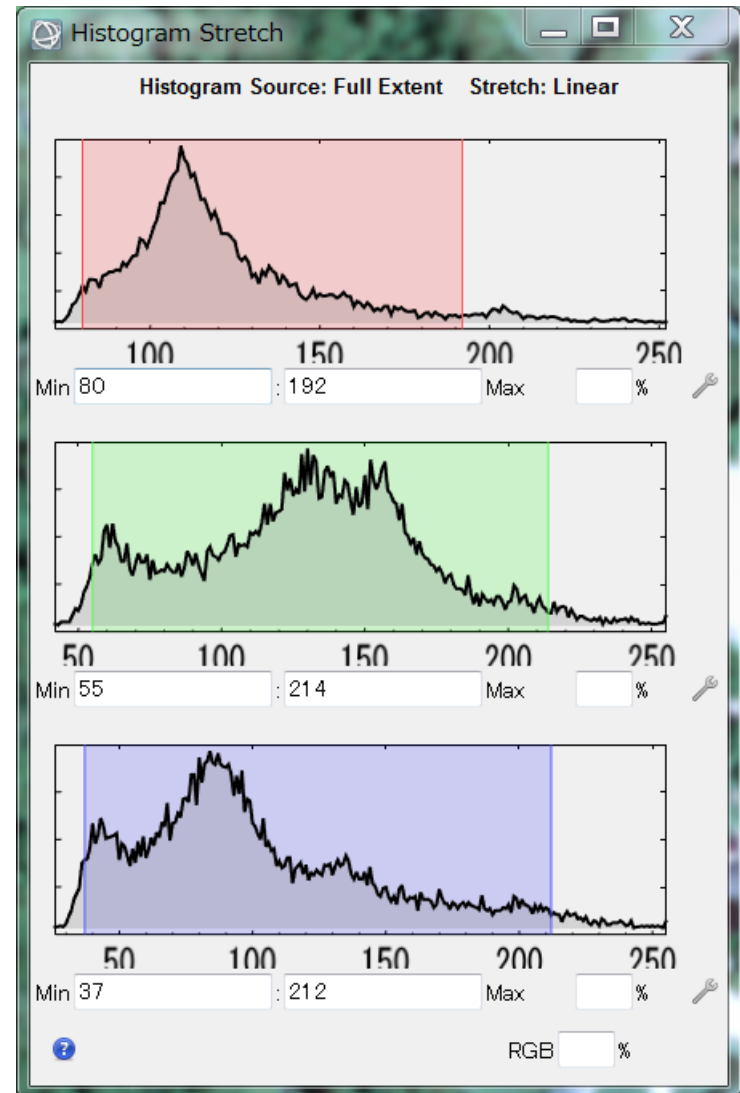 Histogram Stretch
Histogram Source: Full Extent Stretch: Linear
100 150 200 250
Min 80 : 192 Max %
50 100 150 200 250
Min 55 : 214 Max %
50 100 150 200 250
Min 37 : 212 Max %
? RGB %